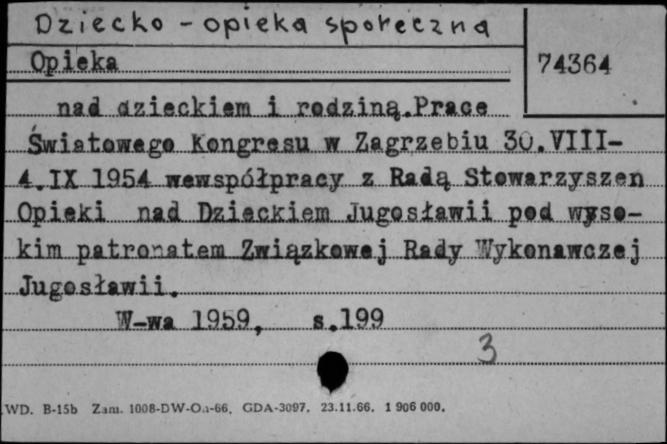 Dziecko - opieka społeczna
Opieka
74364
nad dzieckiem i rodziną.Prace
Światowego Kongresu w Zagrzebiu 30.VIII-
4.IX 1954 wewspółpracy z Radą Stowarzyszen
Opieki nad Dzieckiem Jugosławii pod wyso-
kim patronatem Związkowej Rady Wykonawczej
Jugosławii.
W-wa 1959, s.199
3
WD. B-15b Zam. 1008-DW-Oa-66. GDA-3097. 23.11.66. 1 906 000.